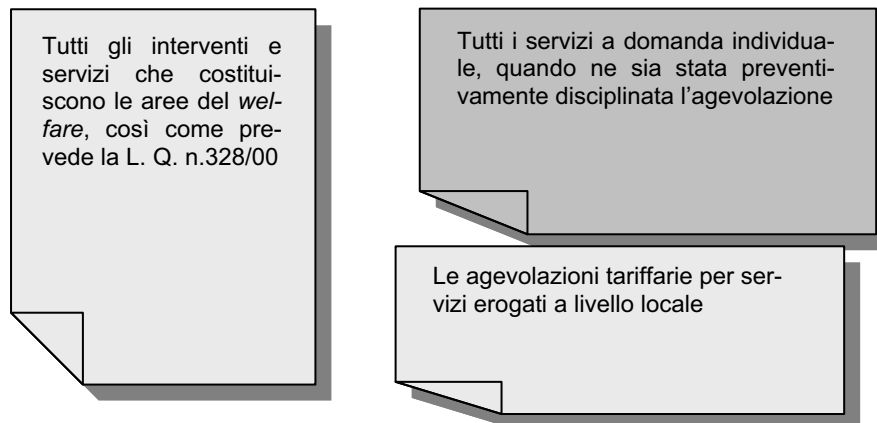 Tutti gli interventi e
servizi che costitui-
scono le aree del wel-
fare, così come pre-
vede la L. Q. n.328/00
Tutti i servizi a domanda individua-
le, quando ne sia stata preventi-
vamente disciplinata l’agevolazione
Le agevolazioni tariffarie per ser-
vizi erogati a livello locale